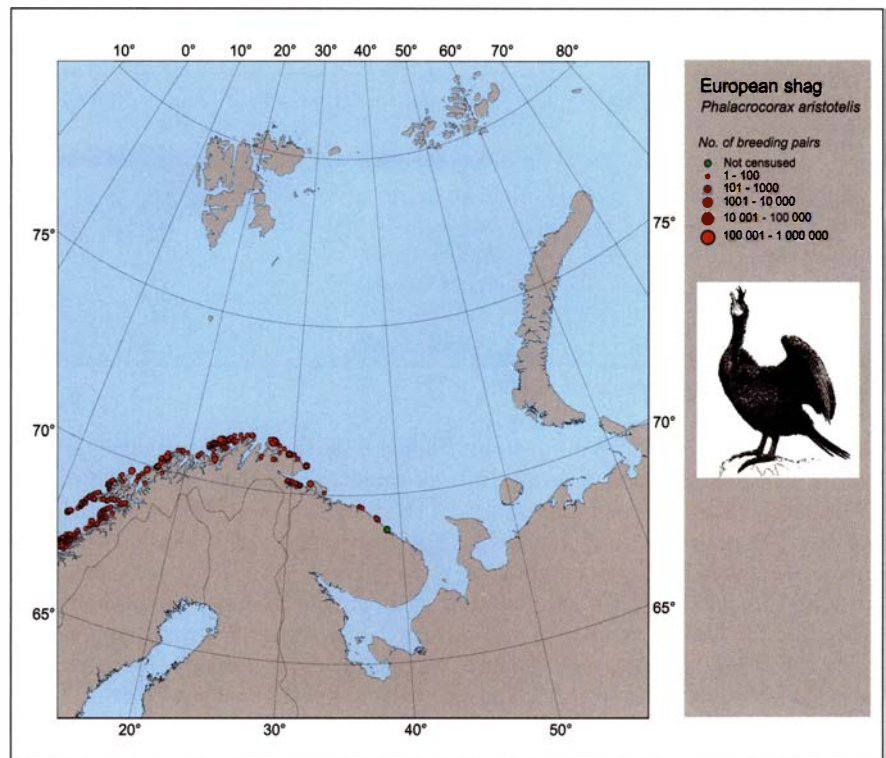 10° 0° 10° 20° 30° 40° 50° 60° 70° 80°
75° 75°
70° 70°
65° 65°
20° 30° 40° 50°
European shag
Phalacrocorax aristotelis
No. of breeding pairs
Not censused
1 - 100
101 - 1000
1001 - 10 000
10 001 - 100 000
100 001 - 1 000 000